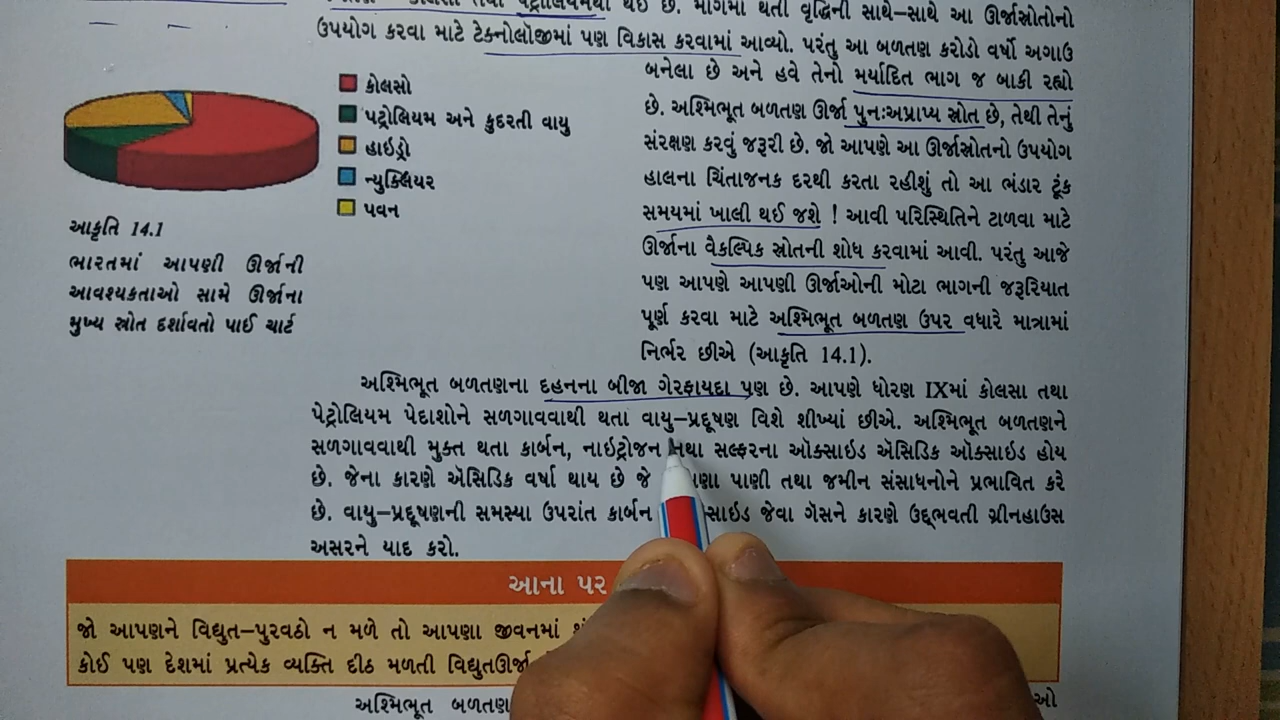 થઈ છે. માંગમાં થતી વૃદ્ધિની સાથે–સાથે આ ઊર્જાસ્રોતોનો
ઉપયોગ કરવા માટે ટેક્નોલૉજીમાં પણ વિકાસ કરવામાં આવ્યો. પરંતુ આ બળતણ કરોડો વર્ષો અગાઉ
બનેલા છે અને હવે તેનો મર્યાદિત ભાગ જ બાકી રહ્યો
છે. અશ્મિભૂત બળતણ ઊર્જા પુનઃઅપ્રાપ્ય સ્રોત છે, તેથી તેનું
સંરક્ષણ કરવું જરૂરી છે. જો આપણે આ ઊર્જાસ્રોતનો ઉપયોગ
હાલના ચિંતાજનક દરથી કરતા રહીશું તો આ ભંડાર ટૂંક
સમયમાં ખાલી થઈ જશે ! આવી પરિસ્થિતિને ટાળવા માટે
ઊર્જાના વૈકલ્પિક સ્રોતની શોધ કરવામાં આવી. પરંતુ આજે
પણ આપણે આપણી ઊર્જાઓની મોટા ભાગની જરૂરિયાત
પૂર્ણ કરવા માટે અશ્મિભૂત બળતણ ઉપર વધારે માત્રામાં
નિર્ભર છીએ (આકૃતિ 14.1).
કોલસો
પટ્રોલિયમ અને કુદરતી વાયુ
હાઇડ્રો
ન્યુક્લિયર
પવન
આકૃતિ 14.1
ભારતમાં આપણી ઊર્જાની
આવશ્યકતાઓ સામે ઊર્જાના
મુખ્ય સ્રોત દર્શાવતો પાઈ ચાર્ટ
અશ્મિભૂત બળતણના દહનના બીજા ગેરફાયદા પણ છે. આપણે ધોરણ IXમાં કોલસા તથા
પેટ્રોલિયમ પેદાશોને સળગાવવાથી થતા વાયુ–પ્રદૂષણ વિશે શીખ્યાં છીએ. અશ્મિભૂત બળતણને
સળગાવવાથી મુક્ત થતા કાર્બન, નાઇટ્રોજન તથા સલ્ફરના ઑક્સાઇડ ઍસિડિક ઑક્સાઇડ હોય
છે. જેના કારણે ઍસિડિક વર્ષા થાય છે જે પાણી તથા જમીન સંસાધનોને પ્રભાવિત કરે
છે. વાયુ–પ્રદૂષણની સમસ્યા ઉપરાંત કાર્બન જેવા ગૅસને કારણે ઉદ્ભવતી ગ્રીનહાઉસ
અસરને યાદ કરો.
આના પર
જો આપણને વિદ્યુત–પુરવઠો ન મળે તો આપણા જીવનમાં
કોઈ પણ દેશમાં પ્રત્યેક વ્યક્તિ દીઠ મળતી
અશ્મિભૂત બળતણ